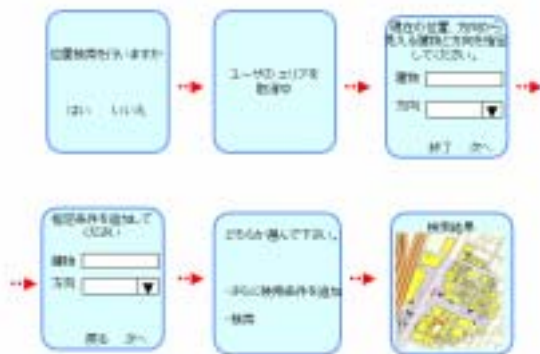 位置検索を行いますか
はい いいえ
ユーザのエリアを
取得中
現在の位置、方向から
見える建物と方向を指定
してください。
建物
方向
終了 次へ
指定条件を追加して
ください
建物
方向
戻る 次へ
どちらか選んで下さい。
・さらに検索条件を追加
・検索
検索結果